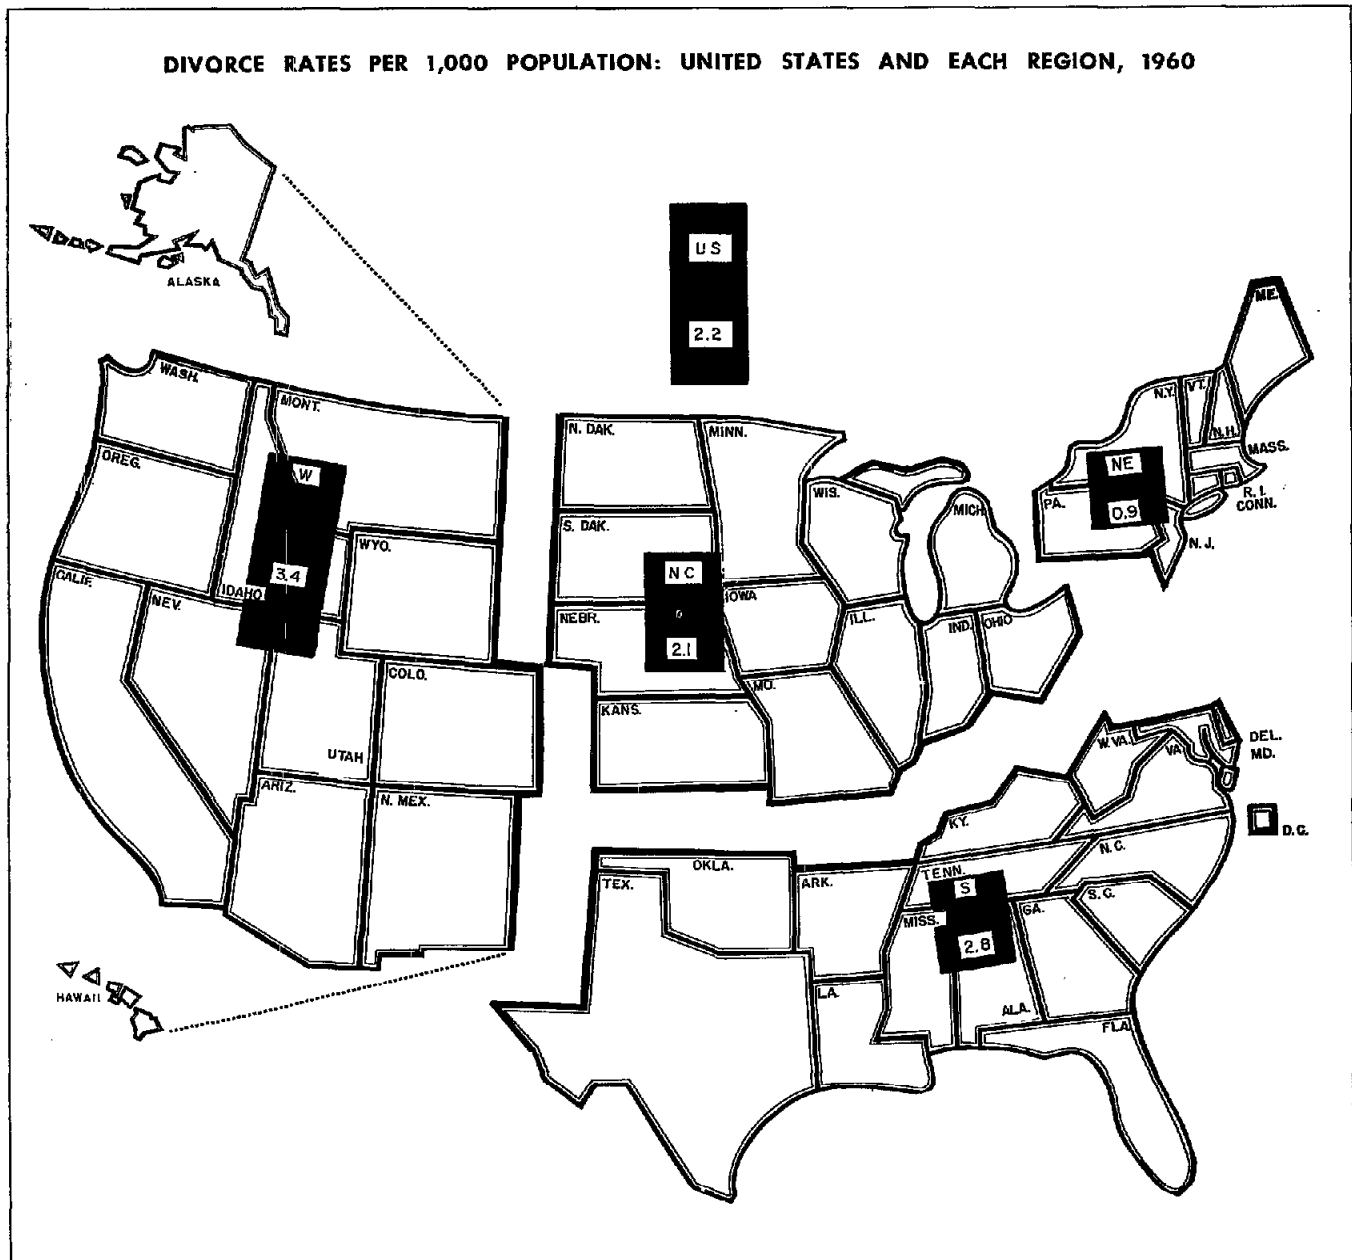 DIVORCE RATES PER 1,000 POPULATION: UNITED STATES AND EACH REGION, 1960
ALASKA
US
2.2
ME.
WASH.
MONT.
OREG.
IDAHO
WYO.
W
3.4
CALIF.
NEV.
UTAH
COLO.
ARIZ.
N. MEX.
HAWAII
N. DAK.
MINN.
S. DAK.
WIS.
MICH.
NC
2.1
NEBR.
IOWA
ILL.
IND.
OHIO
KANS.
MO.
N.Y.
VT.
N.H.
MASS.
R. I.
CONN.
PA.
NE
0.9
N. J.
W. VA.
VA.
DEL.
MD.
D.C.
KY.
N. C.
TENN.
S. C.
OKLA.
TEX.
ARK.
MISS.
S
2.8
GA.
LA.
ALA.
FLA.